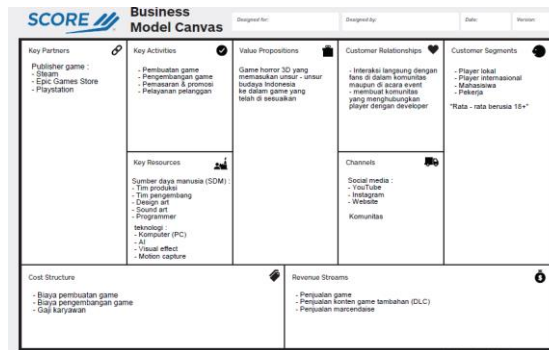 SCORE
Business
Model Canvas
Designed for:
Designed by:
Date:
Version:
Key Partners
Publisher game :
- Steam
- Epic Games Store
- Playstation
Key Activities
- Pembuatan game
- Pengembangan game
- Pemasaran & promosi
- Pelayanan pelanggan
Key Resources
Sumber daya manusia (SDM) :
- Tim produksi
- Tim pengembang
- Design art
- Sound art
- Programmer
teknologi :
- Komputer (PC)
- AI
- Visual effect
- Motion capture
Value Propositions
Game horror 3D yang
memasukan unsur - unsur
budaya Indonesia
ke dalam game yang
telah di sesuaikan
Customer Relationships
- Interaksi langsung dengan
fans di dalam komunitas
maupun di acara event
- membuat komunitas
yang menghubungkan
player dengan developer
Channels
Social media :
- YouTube
- Instagram
- Website
Komunitas
Customer Segments
- Player lokal
- Player internasional
- Mahasiswa
- Pekerja
"Rata - rata berusia 18+"
Cost Structure
- Biaya pembuatan game
- Biaya pengembangan game
- Gaji karyawan
Revenue Streams
- Penjualan game
- Penjualan konten game tambahan (DLC)
- Penjualan marcendaise